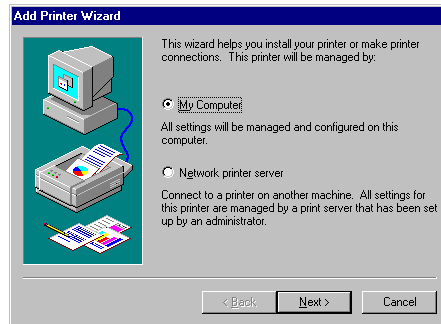 Add Printer Wizard
This wizard helps you install your printer or make printer
connections. This printer will be managed by:
My Computer
All settings will be managed and configured on this
computer.
Network printer server
Connect to a printer on another machine. All settings for
this printer are managed by a print server that has been set
up by an administrator.
< Back
Next >
Cancel